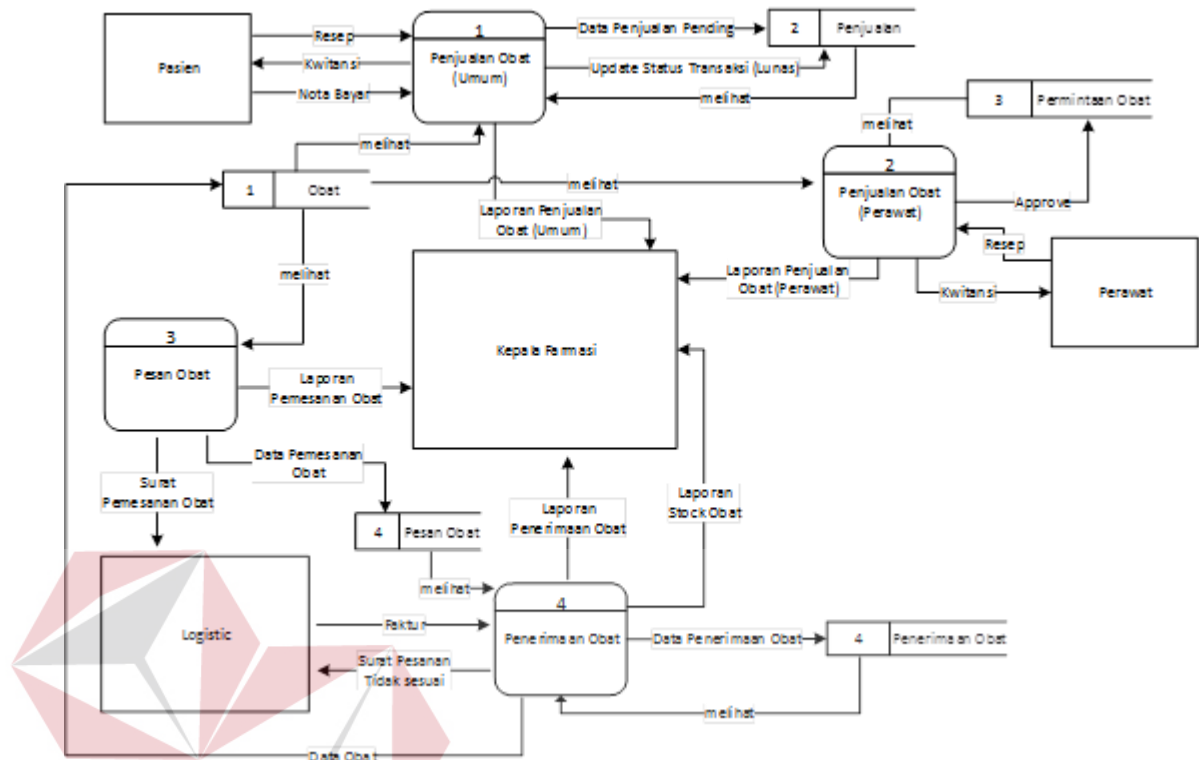 1
Data Penjualan Pending
2
Penjualan
Resep
Pasien
Kwitansi
Penjualan Obat
(Umum)
Update Status Transaksi (Lunas)
Nota Bayar
melihat
3
Permintaan Obat
melihat
melihat
2
1
Obat
melihat
Penjualan Obat
(Perawat)
Approve
Laporan Penjualan
Obat (Umum)
Resep
melihat
Laporan Penjualan
Obat (Perawat)
Kwitansi
Perawat
3
Pesan Obat
Kepala Farmasi
Laporan
Pemesanan Obat
Data Pemesanan
Obat
Surat
Pemesanan Obat
Laporan
Stock Obat
Laporan
Penerimaan Obat
4
Pesan Obat
melihat
4
Faktur
Logistic
Penerimaan Obat
Data Penerimaan Obat
4
Penerimaan Obat
Surat Pesanan
Tidak sesuai
melihat
Data Obat